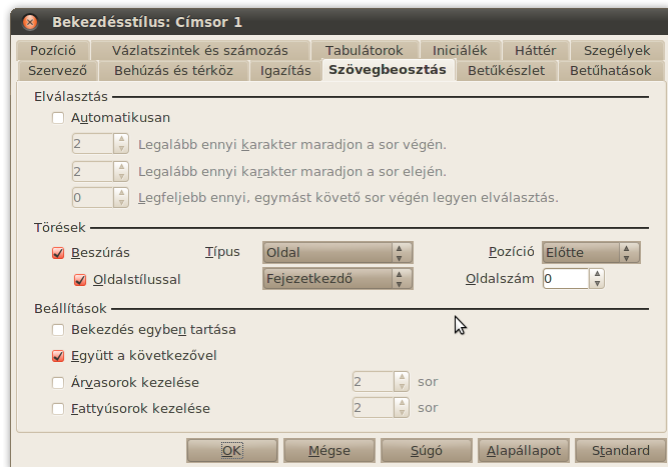 Bekezdésstílus: Címsor 1
Pozíció Vázlatszintek és számozás Tabulátorok Iniciálék Háttér Szegélyek
Szervező Behúzás és térköz Igazítás Szövegbeosztás Betűkészlet Betűhatások
Elválasztás
Automatikusan
2 Legalább ennyi karakter maradjon a sor végén.
2 Legalább ennyi karakter maradjon a sor elején.
0 Legfeljebb ennyi, egymást követő sor végén legyen elválasztás.
Törések
Beszúrás Típus Oldal Pozíció Előtte
Oldalstílussal Fejezetkezdő Oldalszám 0
Beállítások
Bekezdés egyben tartása
Együtt a következővel
Árvasorok kezelése 2 sor
Fattyúsorok kezelése 2 sor
OK Mégse Súgó Alapállapot Standard